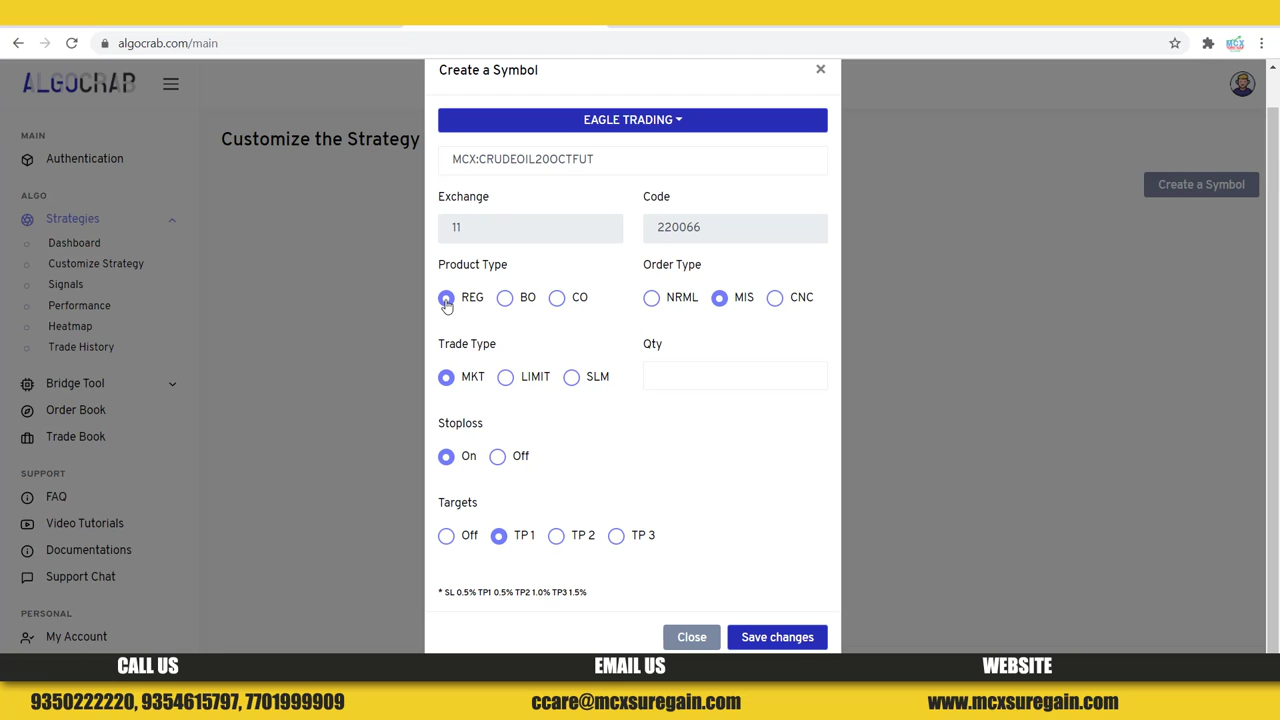 algocrab.com/main
MCX
ALGOCRAB
Create a Symbol
×
EAGLE TRADING
MCX:CRUDEOIL20OCTFUT
Exchange
Code
11
220066
Product Type
Order Type
REG BO CO
NRML MIS CNC
Trade Type
Qty
MKT LIMIT SLM
Stoploss
On Off
Targets
Off TP 1 TP 2 TP 3
* SL 0.5% TP1 0.5% TP2 1.0% TP3 1.5%
Close
Save changes
MAIN
Authentication
ALGO
Strategies
Dashboard
Customize Strategy
Signals
Performance
Heatmap
Trade History
Bridge Tool
Order Book
Trade Book
SUPPORT
FAQ
Video Tutorials
Documentations
Support Chat
PERSONAL
My Account
Customize the Strategy
Create a Symbol
CALL US
EMAIL US
WEBSITE
9350222220, 9354615797, 7701999909
ccare@mcxsuregain.com
www.mcxsuregain.com